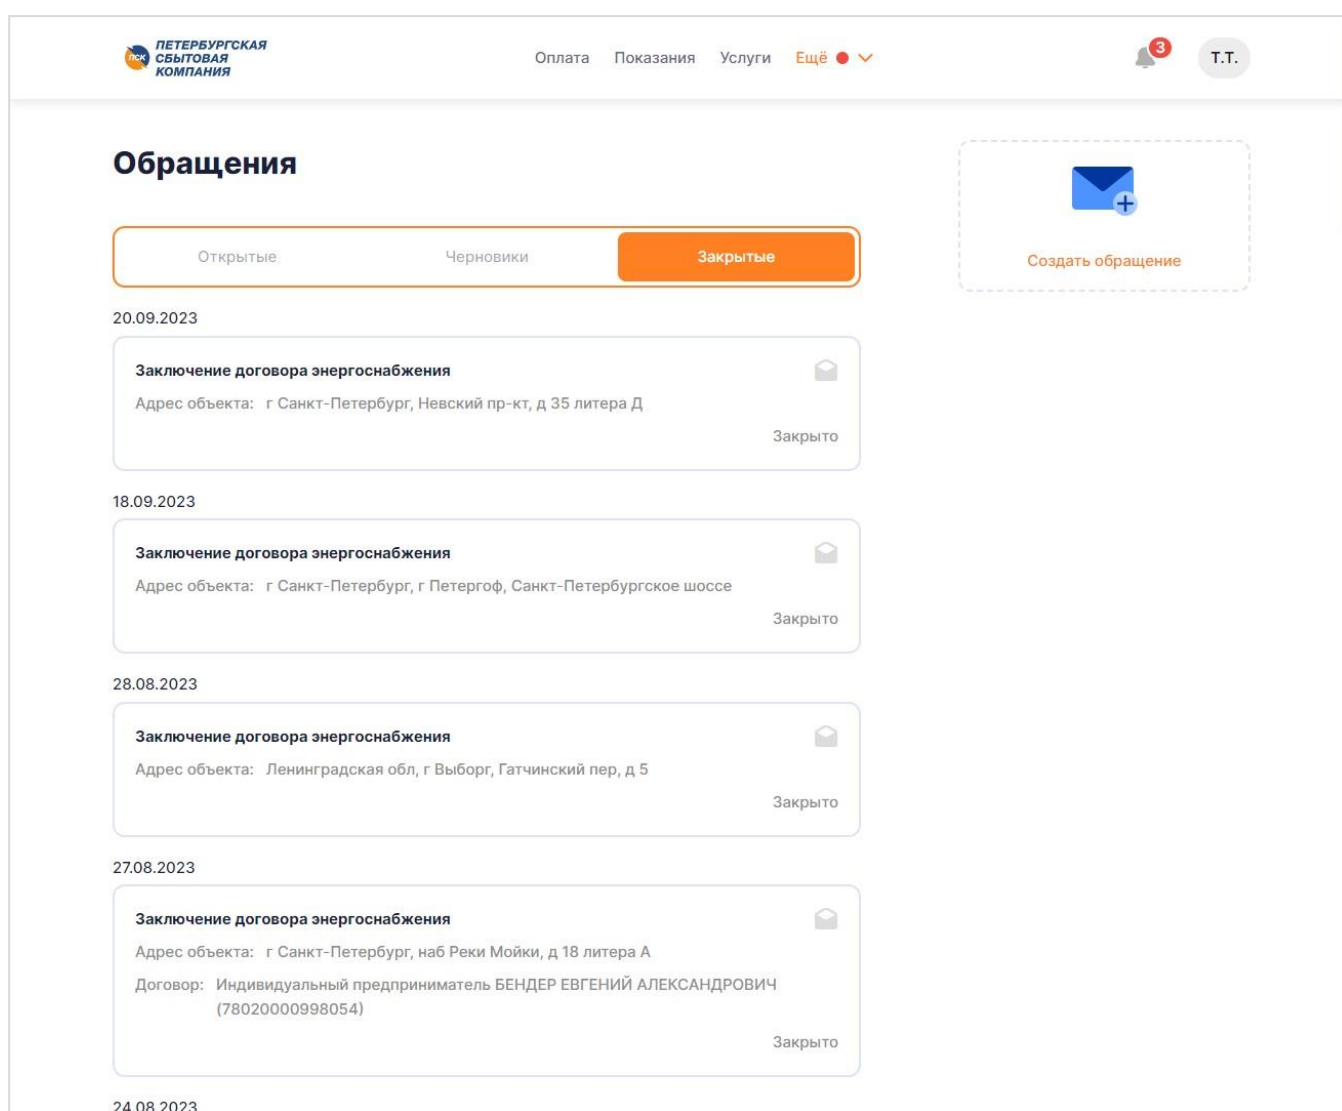 ПЕТЕРБУРГСКАЯ
СБЫТОВАЯ
КОМПАНИЯ
ПСК
Оплата Показания Услуги Ещё
3
Т.Т.
Обращения
Открытые Черновики Закрытые
Создать обращение
20.09.2023
Заключение договора энергоснабжения
Адрес объекта: г Санкт-Петербург, Невский пр-кт, д 35 литера Д
Закрыто
18.09.2023
Заключение договора энергоснабжения
Адрес объекта: г Санкт-Петербург, г Петергоф, Санкт-Петербургское шоссе
Закрыто
28.08.2023
Заключение договора энергоснабжения
Адрес объекта: Ленинградская обл, г Выборг, Гатчинский пер, д 5
Закрыто
27.08.2023
Заключение договора энергоснабжения
Адрес объекта: г Санкт-Петербург, наб Реки Мойки, д 18 литера А
Договор: Индивидуальный предприниматель БЕНДЕР ЕВГЕНИЙ АЛЕКСАНДРОВИЧ
(78020000998054)
Закрыто
24.08.2023